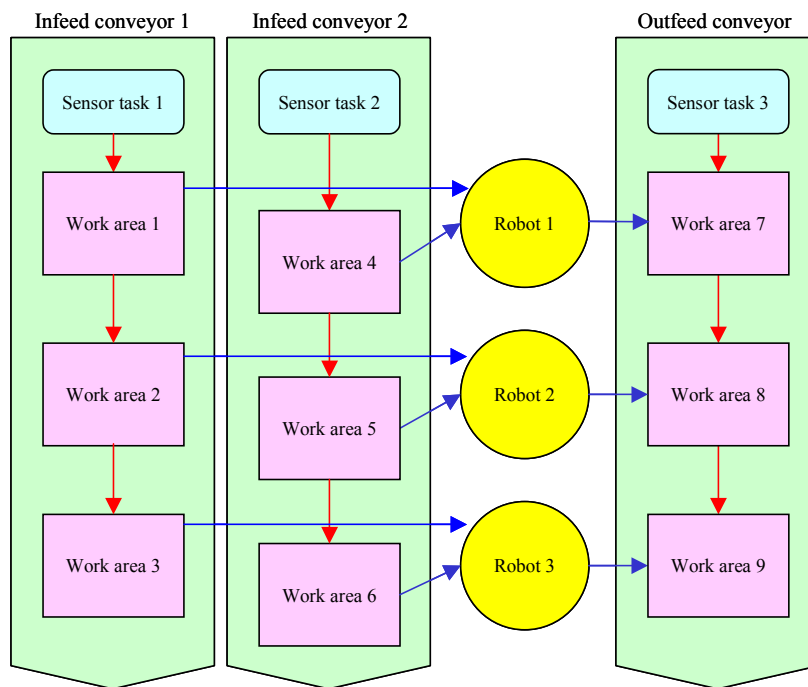 Infeed conveyor 1
Infeed conveyor 2
Outfeed conveyor
Sensor task 1
Sensor task 2
Sensor task 3
Work area 1
Work area 4
Robot 1
Work area 7
Work area 2
Work area 5
Robot 2
Work area 8
Work area 3
Work area 6
Robot 3
Work area 9